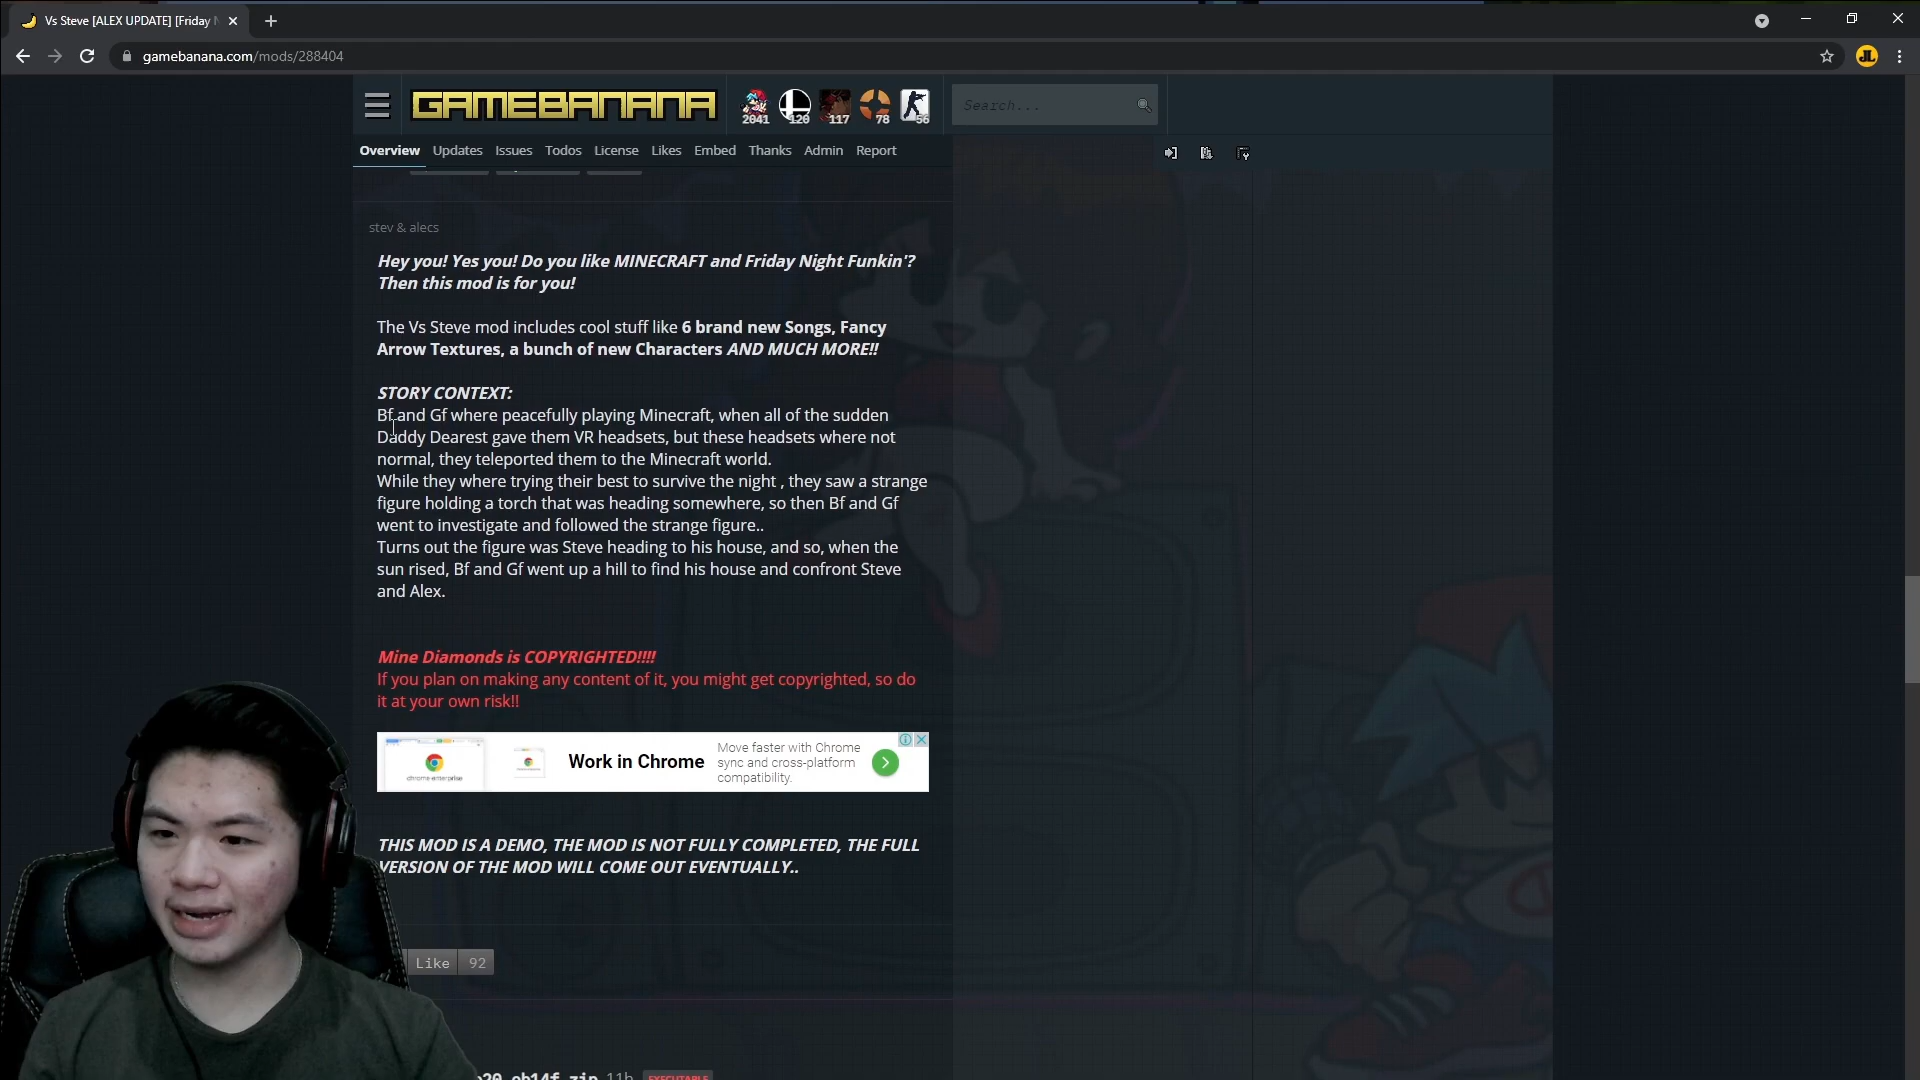 Vs Steve [ALEX UPDATE] [Friday N
gamebanana.com/mods/288404
GAMEBANANA
2041
120
117
78
56
Search...
Overview Updates Issues Todos License Likes Embed Thanks Admin Report
stev & alecs
Hey you! Yes you! Do you like MINECRAFT and Friday Night Funkin'?
Then this mod is for you!
The Vs Steve mod includes cool stuff like 6 brand new Songs, Fancy
Arrow Textures, a bunch of new Characters AND MUCH MORE!!
STORY CONTEXT:
Bf and Gf where peacefully playing Minecraft, when all of the sudden
Daddy Dearest gave them VR headsets, but these headsets where not
normal, they teleported them to the Minecraft world.
While they where trying their best to survive the night , they saw a strange
figure holding a torch that was heading somewhere, so then Bf and Gf
went to investigate and followed the strange figure..
Turns out the figure was Steve heading to his house, and so, when the
sun rised, Bf and Gf went up a hill to find his house and confront Steve
and Alex.
Mine Diamonds is COPYRIGHTED!!!!
If you plan on making any content of it, you might get copyrighted, so do
it at your own risk!!
chrome enterprise
Work in Chrome
Move faster with Chrome
sync and cross-platform
compatibility.
THIS MOD IS A DEMO, THE MOD IS NOT FULLY COMPLETED, THE FULL
VERSION OF THE MOD WILL COME OUT EVENTUALLY..
Like 92
11h EXECUTABLE